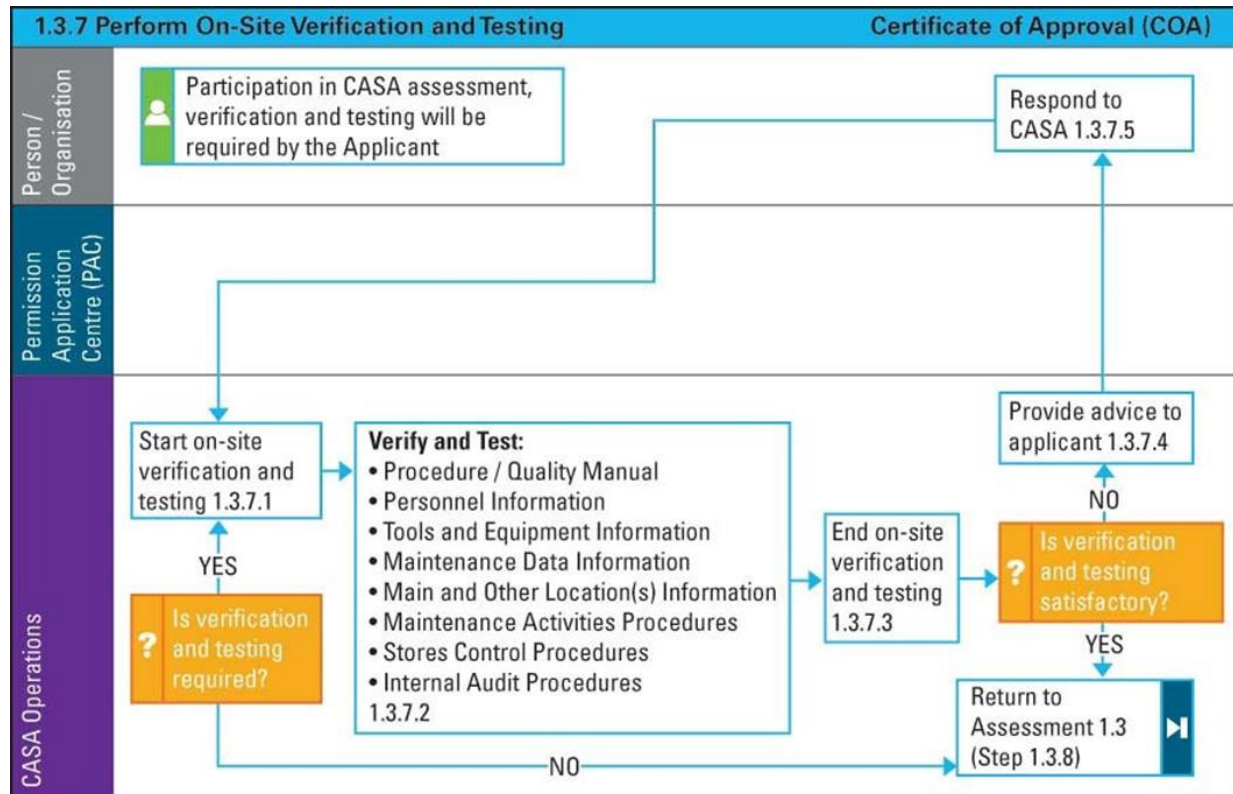 1.3.7 Perform On-Site Verification and Testing
Certificate of Approval (COA)
Person /
Organisation
Participation in CASA assessment,
verification and testing will be
required by the Applicant
Respond to
CASA 1.3.7.5
Permission
Application
Centre (PAC)
CASA Operations
Start on-site
verification and
testing 1.3.7.1
YES
?
Is verification
and testing
required?
Verify and Test:
• Procedure / Quality Manual
• Personnel Information
• Tools and Equipment Information
• Maintenance Data Information
• Main and Other Location(s) Information
• Maintenance Activities Procedures
• Stores Control Procedures
• Internal Audit Procedures
1.3.7.2
End on-site
verification
and testing
1.3.7.3
Provide advice to
applicant 1.3.7.4
NO
?
Is verification
and testing
satisfactory?
YES
Return to
Assessment 1.3
(Step 1.3.8)
NO